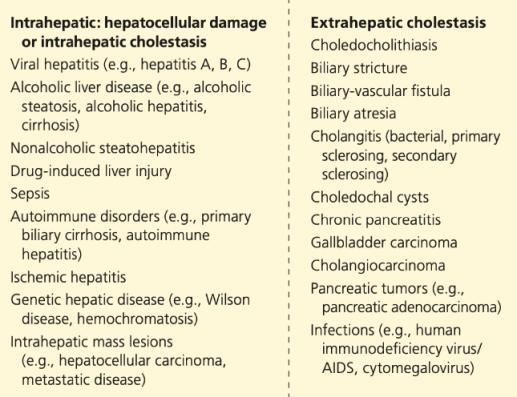 Intrahepatic: hepatocellular damage
or intrahepatic cholestasis
Viral hepatitis (e.g., hepatitis A, B, C)
Alcoholic liver disease (e.g., alcoholic
steatosis, alcoholic hepatitis,
cirrhosis)
Nonalcoholic steatohepatitis
Drug-induced liver injury
Sepsis
Autoimmune disorders (e.g., primary
biliary cirrhosis, autoimmune
hepatitis)
Ischemic hepatitis
Genetic hepatic disease (e.g., Wilson
disease, hemochromatosis)
Intrahepatic mass lesions
(e.g., hepatocellular carcinoma,
metastatic disease)
Extrahepatic cholestasis
Choledocholithiasis
Biliary stricture
Biliary-vascular fistula
Biliary atresia
Cholangitis (bacterial, primary
sclerosing, secondary
sclerosing)
Choledochal cysts
Chronic pancreatitis
Gallbladder carcinoma
Cholangiocarcinoma
Pancreatic tumors (e.g.,
pancreatic adenocarcinoma)
Infections (e.g., human
immunodeficiency virus/
AIDS, cytomegalovirus)